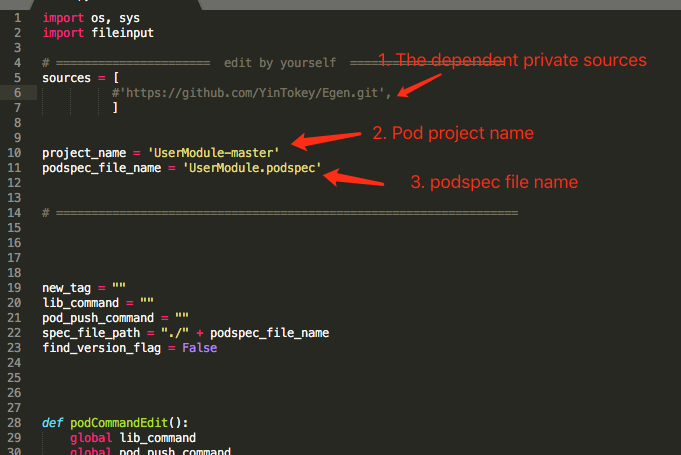 1 import os, sys
2 import fileinput
3
4 # ====================== edit by yourself ======================
1. The dependent private sources
5 sources = [
6 #'https://github.com/YinTokey/Egen.git',
7 ]
8
9
2. Pod project name
10 project_name = 'UserModule-master'
11 podspec_file_name = 'UserModule.podspec'
3. podspec file name
12
13
14 # ==================================================================
15
16
17
18
19 new_tag = ""
20 lib_command = ""
21 pod_push_command = ""
22 spec_file_path = "./" + podspec_file_name
23 find_version_flag = False
24
25
26
27
28 def podCommandEdit():
29 global lib_command
30 global pod_push_command